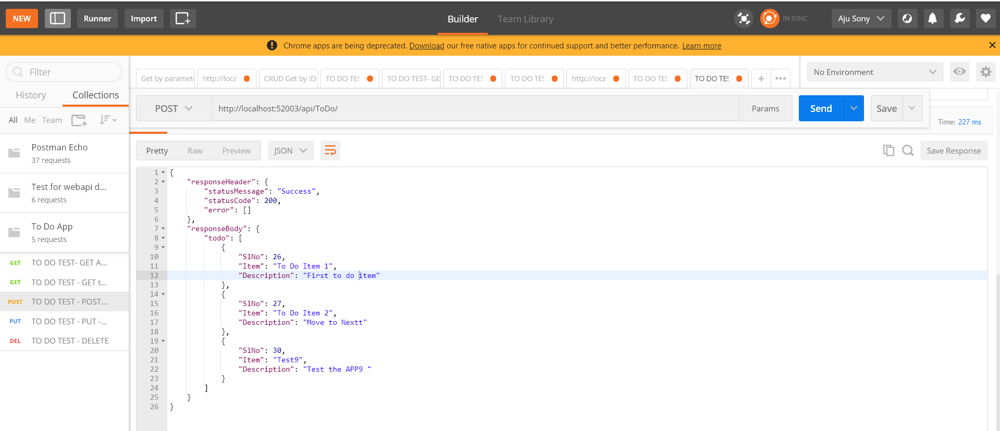 NEW Runner Import Builder Team Library IN SYNC Aju Sony
Chrome apps are being deprecated. Download our free native apps for continued support and better performance. Learn more
Filter
History Collections
All Me Team
Postman Echo
37 requests
Test for webapi d...
6 requests
To Do App
5 requests
GET TO DO TEST- GET A...
GET TO DO TEST - GET t...
POST TO DO TEST - POST...
PUT TO DO TEST - PUT -...
DEL TO DO TEST - DELETE
Get by paramet http://loca CRUD Get by ID TO DO TES TO DO TEST- GE TO DO TES TO DO TES http://loca TO DO TES TO DO TES + •••
No Environment
POST http://localhost:52003/api/ToDo/ Params Send Save
Time: 227 ms
Pretty Raw Preview JSON Save Response
1 {
2 "responseHeader": {
3 "statusMessage": "Success",
4 "statusCode": 200,
5 "error": []
6 },
7 "responseBody": {
8 "todo": [
9 {
10 "SlNo": 26,
11 "Item": "To Do Item 1",
12 "Description": "First to do item"
13 },
14 {
15 "SlNo": 27,
16 "Item": "To Do Item 2",
17 "Description": "Move to Nextt"
18 },
19 {
20 "SlNo": 30,
21 "Item": "Test9",
22 "Description": "Test the APP9 "
23 }
24 ]
25 }
26 }